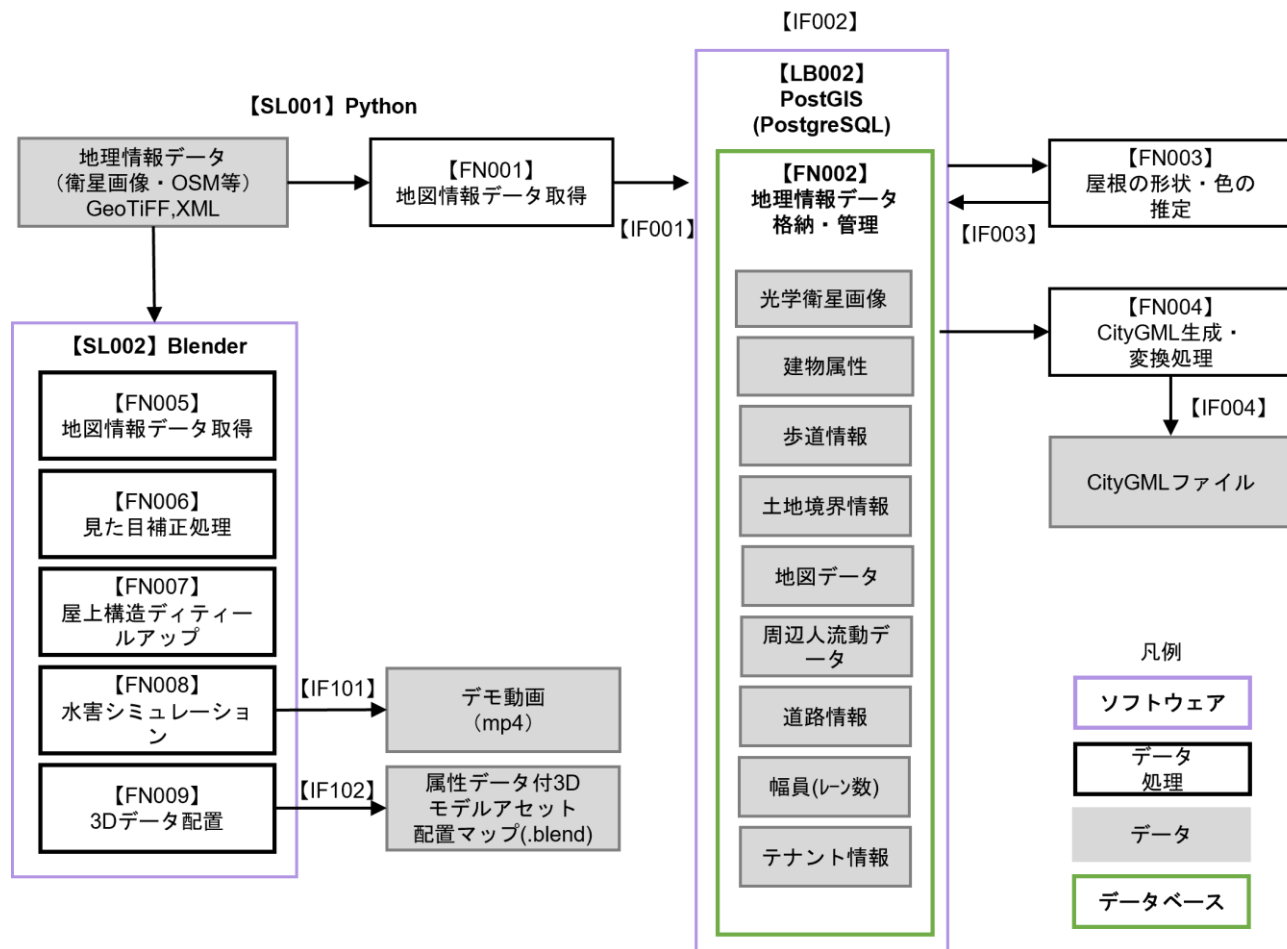 【IF002】
【SL001】Python
地理情報データ
（衛星画像・OSM等）
GeoTiFF,XML
【FN001】
地図情報データ取得
【IF001】
【LB002】
PostGIS
(PostgreSQL)
【FN002】
地理情報データ
格納・管理
光学衛星画像
建物属性
歩道情報
土地境界情報
地図データ
周辺人流動デ
ータ
道路情報
幅員(ﾚｰﾝ数)
テナント情報
【FN003】
屋根の形状・色の
推定
【IF003】
【FN004】
CityGML生成・
変換処理
【IF004】
CityGMLファイル
【SL002】Blender
【FN005】
地図情報データ取得
【FN006】
見た目補正処理
【FN007】
屋上構造ディティー
ルアップ
【FN008】
水害シミュレーショ
ン
【IF101】
デモ動画
（mp4）
【FN009】
3Dデータ配置
【IF102】
属性データ付3D
モデルアセット
配置マップ(.blend)
凡例
ソフトウェア
データ
処理
データ
データベース